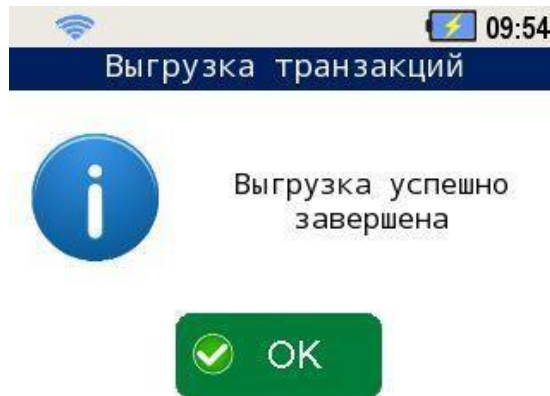 09:54
Выгрузка транзакций
Выгрузка успешно
завершена
OK